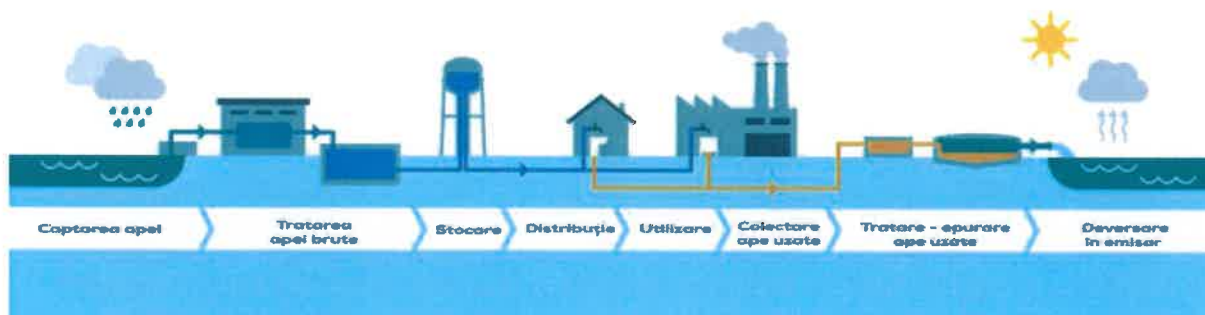 Captarea apei
Tratarea
apei brute
Stocare
Distribuție
Utilizare
Colectare
ape uzate
Tratare - epurare
ape uzate
Deversare
în emisar